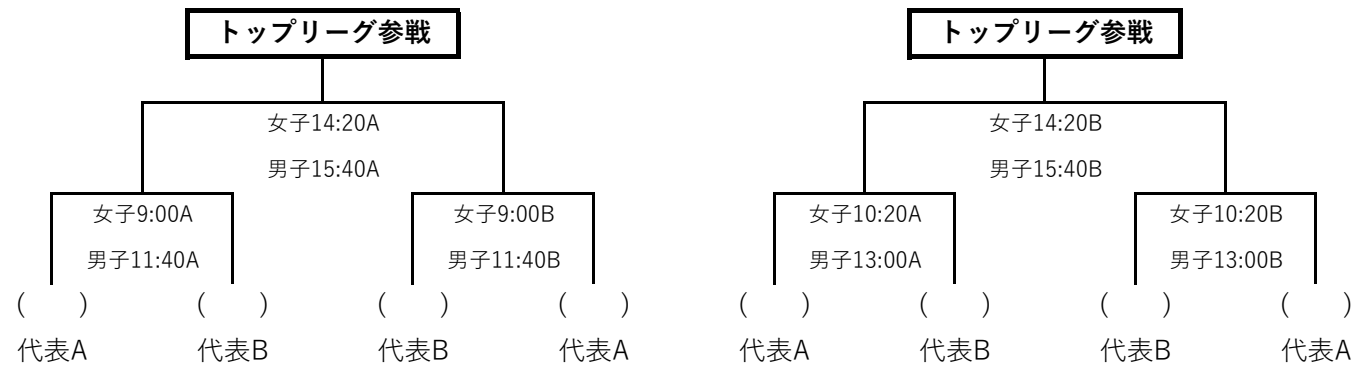 トップリーグ参戦 トップリーグ参戦
女子14:20A 女子14:20B
男子15:40A 男子15:40B
女子9:00A 女子9:00B 女子10:20A 女子10:20B
男子11:40A 男子11:40B 男子13:00A 男子13:00B
(　　) (　　) (　　) (　　) (　　) (　　) (　　) (　　)
代表A 代表B 代表B 代表A 代表A 代表B 代表B 代表A